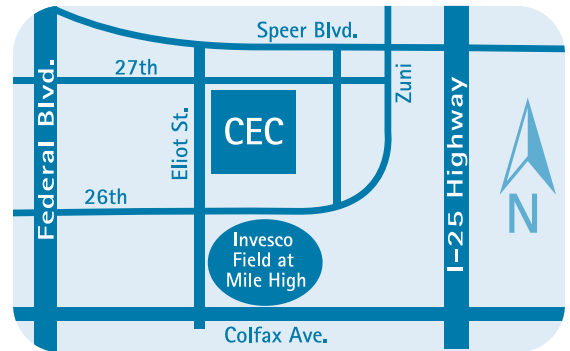 Speer Blvd.
27th
Zuni
Federal Blvd.
Eliot St.
CEC
I-25 Highway
26th
N
Invesco
Field at
Mile High
Colfax Ave.